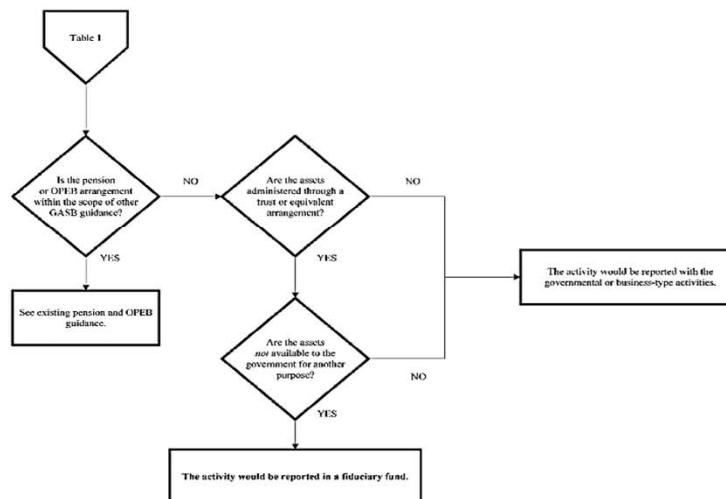 Table 1
Is the pension
or OPEB arrangement
within the scope of other
GASB guidance?
NO
Are the assets
administered through a
trust or equivalent
arrangement?
NO
YES
YES
The activity would be reported with the
governmental or business-type activities.
See existing pension and OPEB
guidance.
Are the assets
not available to the
government for another
purpose?
NO
YES
The activity would be reported in a fiduciary fund.